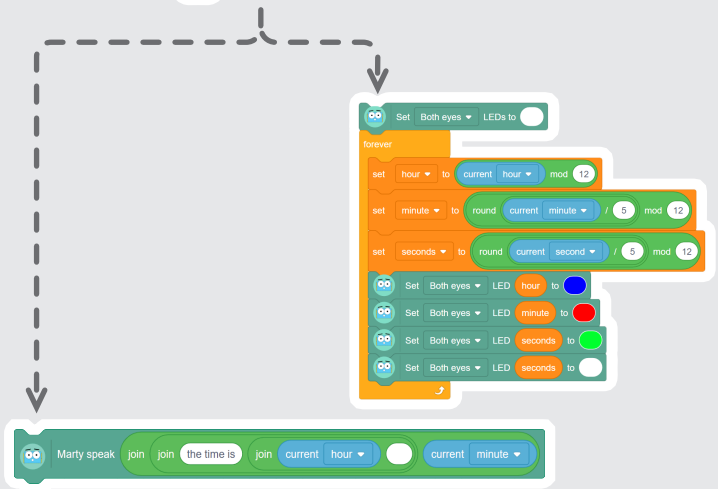 Set Both eyes LEDs to
forever
set hour to current hour mod 12
set minute to round current minute / 5 mod 12
set seconds to round current second / 5 mod 12
Set Both eyes LED hour to
Set Both eyes LED minute to
Set Both eyes LED seconds to
Set Both eyes LED seconds to
Marty speak join join the time is join current hour current minute